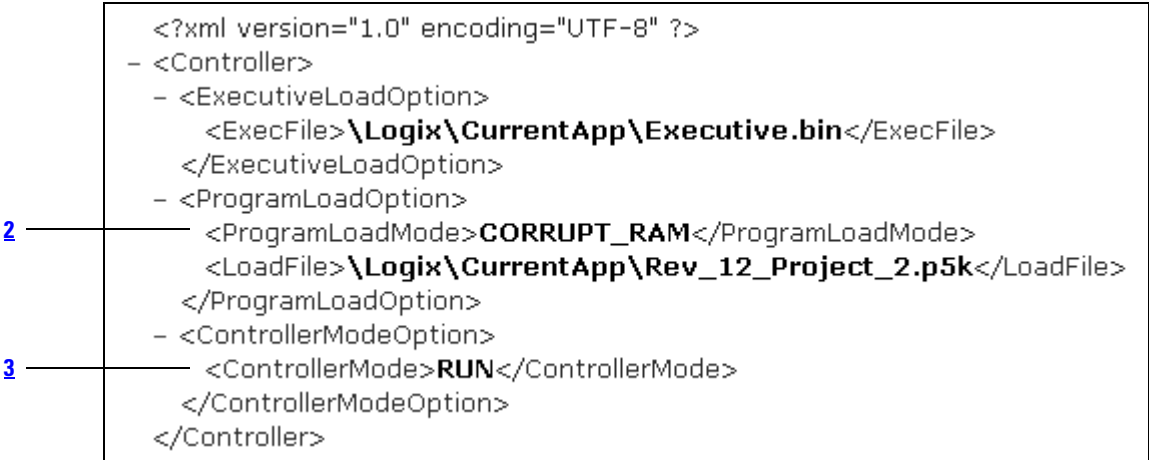 <?xml version="1.0" encoding="UTF-8" ?>
– <Controller>
– <ExecutiveLoadOption>
<ExecFile>\Logix\CurrentApp\Executive.bin</ExecFile>
</ExecutiveLoadOption>
– <ProgramLoadOption>
2 <ProgramLoadMode>CORRUPT_RAM</ProgramLoadMode>
<LoadFile>\Logix\CurrentApp\Rev_12_Project_2.p5k</LoadFile>
</ProgramLoadOption>
– <ControllerModeOption>
3 <ControllerMode>RUN</ControllerMode>
</ControllerModeOption>
</Controller>